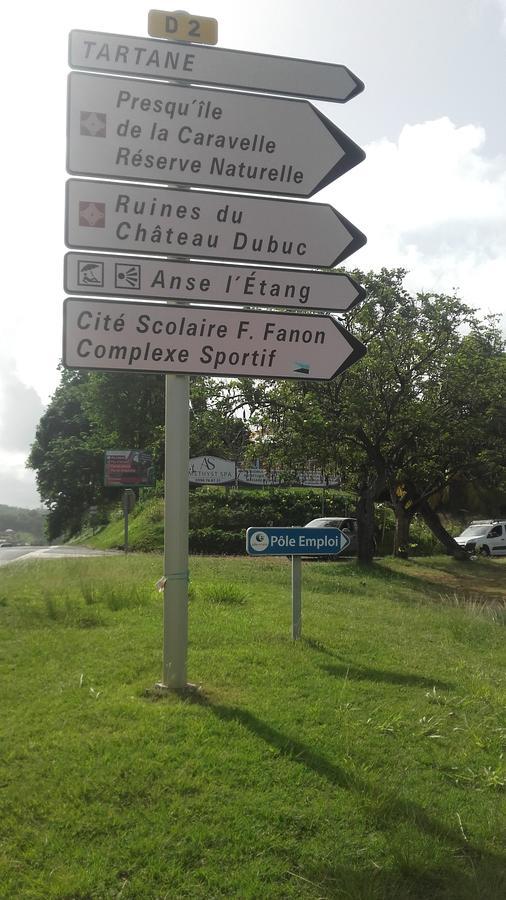 D 2
TARTANE
Presqu'île
de la Caravelle
Réserve Naturelle
Ruines du
Château Dubuc
Anse l'Étang
Cité Scolaire F. Fanon
Complexe Sportif
AS
Pôle Emploi